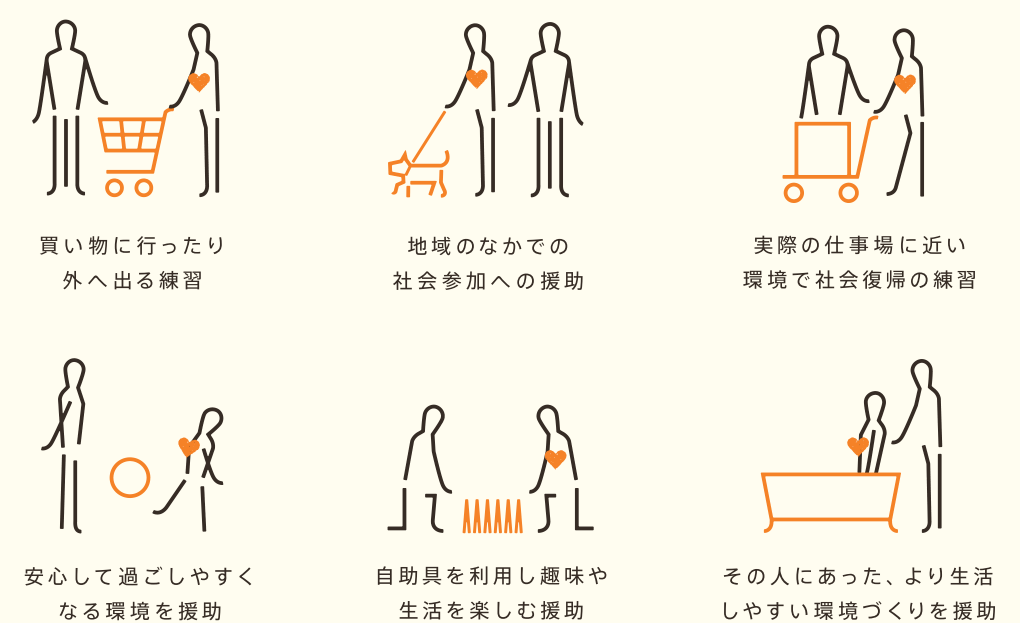 買い物に行ったり
外へ出る練習
地域のなかでの
社会参加への援助
実際の仕事場に近い
環境で社会復帰の練習
安心して過ごしやすく
なる環境を援助
自助具を利用し趣味や
生活を楽しむ援助
その人にあった、より生活
しやすい環境づくりを援助